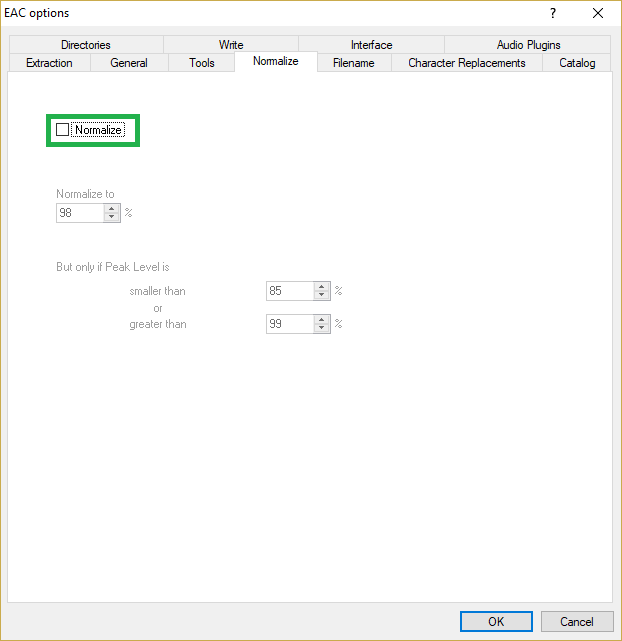 EAC options ?
Directories Write Interface Audio Plugins
Extraction General Tools Normalize Filename Character Replacements Catalog
Normalize
Normalize to
98 %
But only if Peak Level is
smaller than 85 %
or
greater than 99 %
OK Cancel